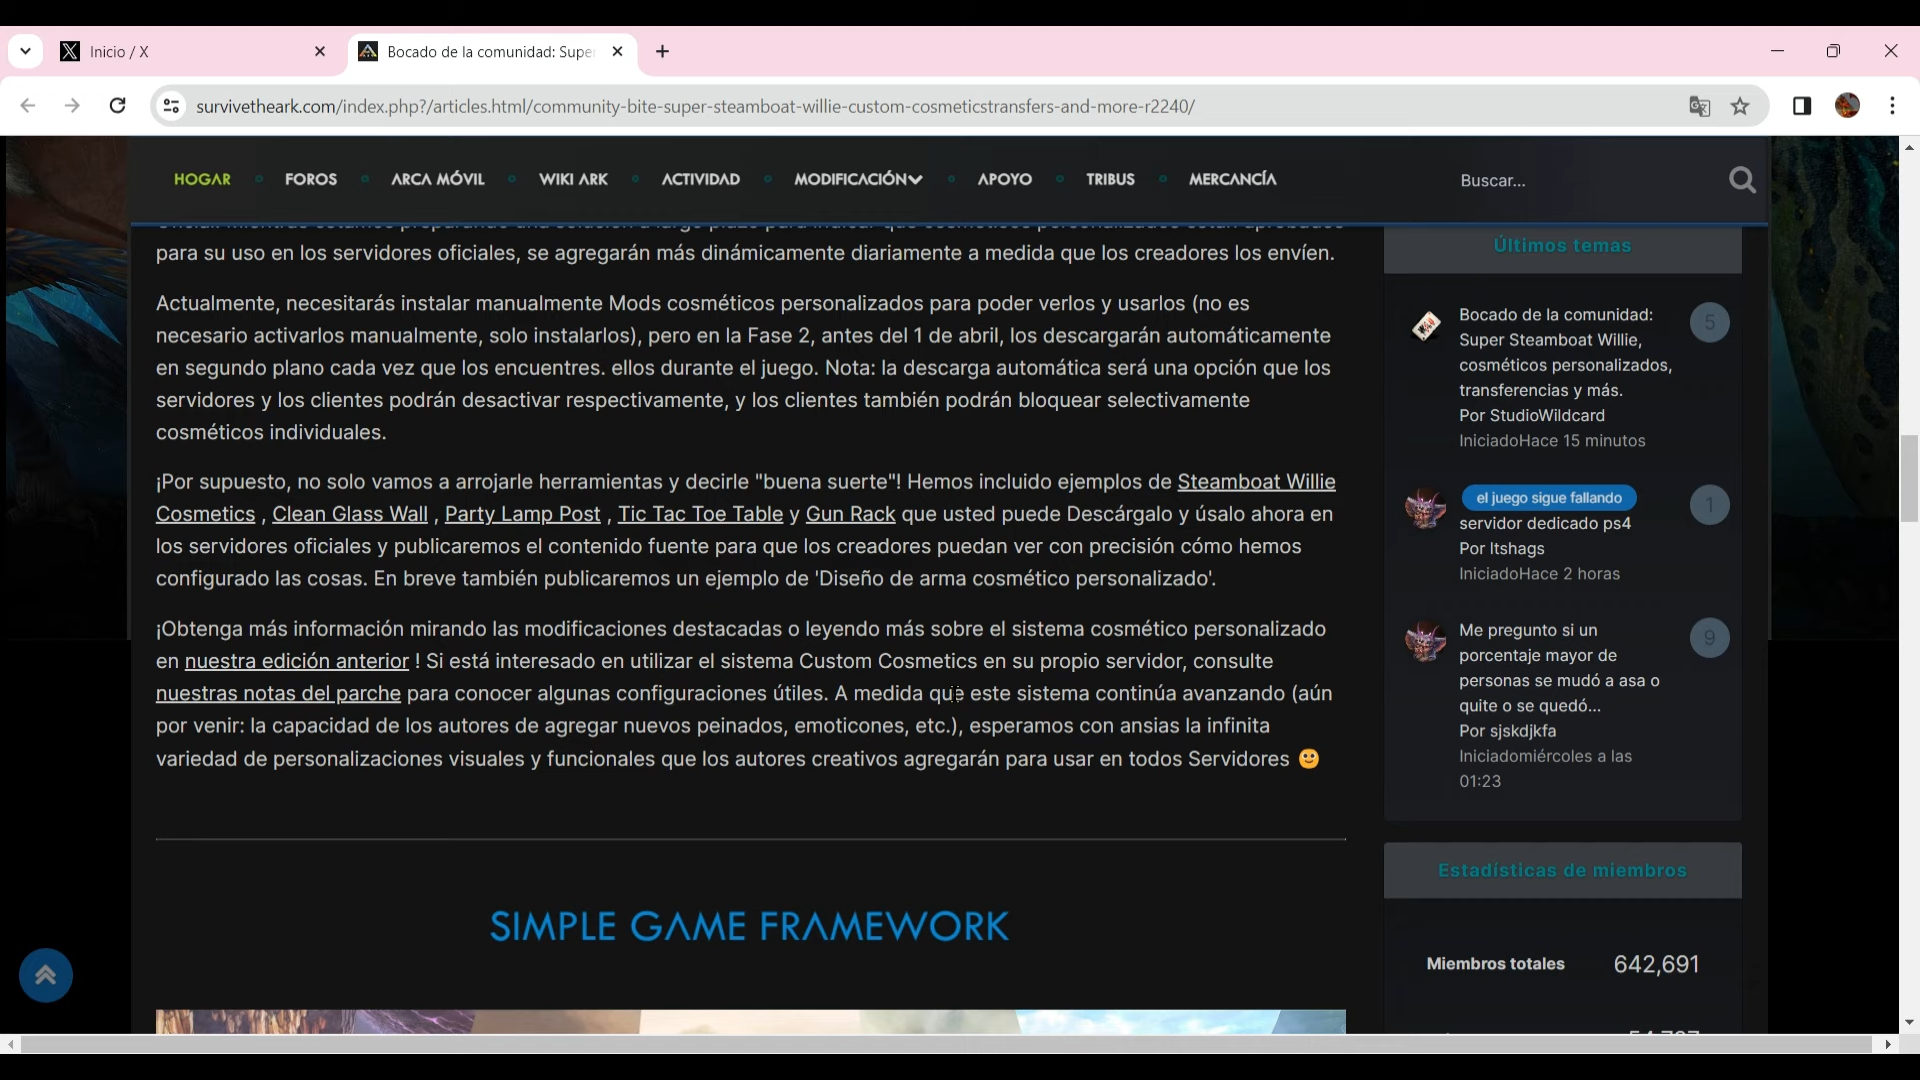 Inicio / X
Bocado de la comunidad: Supe
survivetheark.com/index.php?/articles.html/community-bite-super-steamboat-willie-custom-cosmeticstransfers-and-more-r2240/
HOGAR
FOROS
ARCA MÓVIL
WIKI ARK
ACTIVIDAD
MODIFICACIÓN
APOYO
TRIBUS
MERCANCÍA
Buscar...
para su uso en los servidores oficiales, se agregarán más dinámicamente diariamente a medida que los creadores los envíen.
Actualmente, necesitarás instalar manualmente Mods cosméticos personalizados para poder verlos y usarlos (no es
necesario activarlos manualmente, solo instalarlos), pero en la Fase 2, antes del 1 de abril, los descargarán automáticamente
en segundo plano cada vez que los encuentres. ellos durante el juego. Nota: la descarga automática será una opción que los
servidores y los clientes podrán desactivar respectivamente, y los clientes también podrán bloquear selectivamente
cosméticos individuales.
¡Por supuesto, no solo vamos a arrojarle herramientas y decirle "buena suerte"! Hemos incluido ejemplos de Steamboat Willie
Cosmetics , Clean Glass Wall , Party Lamp Post , Tic Tac Toe Table y Gun Rack que usted puede Descárgalo y úsalo ahora en
los servidores oficiales y publicaremos el contenido fuente para que los creadores puedan ver con precisión cómo hemos
configurado las cosas. En breve también publicaremos un ejemplo de 'Diseño de arma cosmético personalizado'.
¡Obtenga más información mirando las modificaciones destacadas o leyendo más sobre el sistema cosmético personalizado
en nuestra edición anterior ! Si está interesado en utilizar el sistema Custom Cosmetics en su propio servidor, consulte
nuestras notas del parche para conocer algunas configuraciones útiles. A medida que este sistema continúa avanzando (aún
por venir: la capacidad de los autores de agregar nuevos peinados, emoticones, etc.), esperamos con ansias la infinita
variedad de personalizaciones visuales y funcionales que los autores creativos agregarán para usar en todos Servidores 🙂
SIMPLE GAME FRAMEWORK
Últimos temas
Bocado de la comunidad:
Super Steamboat Willie,
cosméticos personalizados,
transferencias y más.
Por StudioWildcard
IniciadoHace 15 minutos
5
el juego sigue fallando
servidor dedicado ps4
Por Itshags
IniciadoHace 2 horas
1
Me pregunto si un
porcentaje mayor de
personas se mudó a asa o
quite o se quedó...
Por sjskdjkfa
Iniciadomiércoles a las
01:23
9
Estadísticas de miembros
Miembros totales 642,691